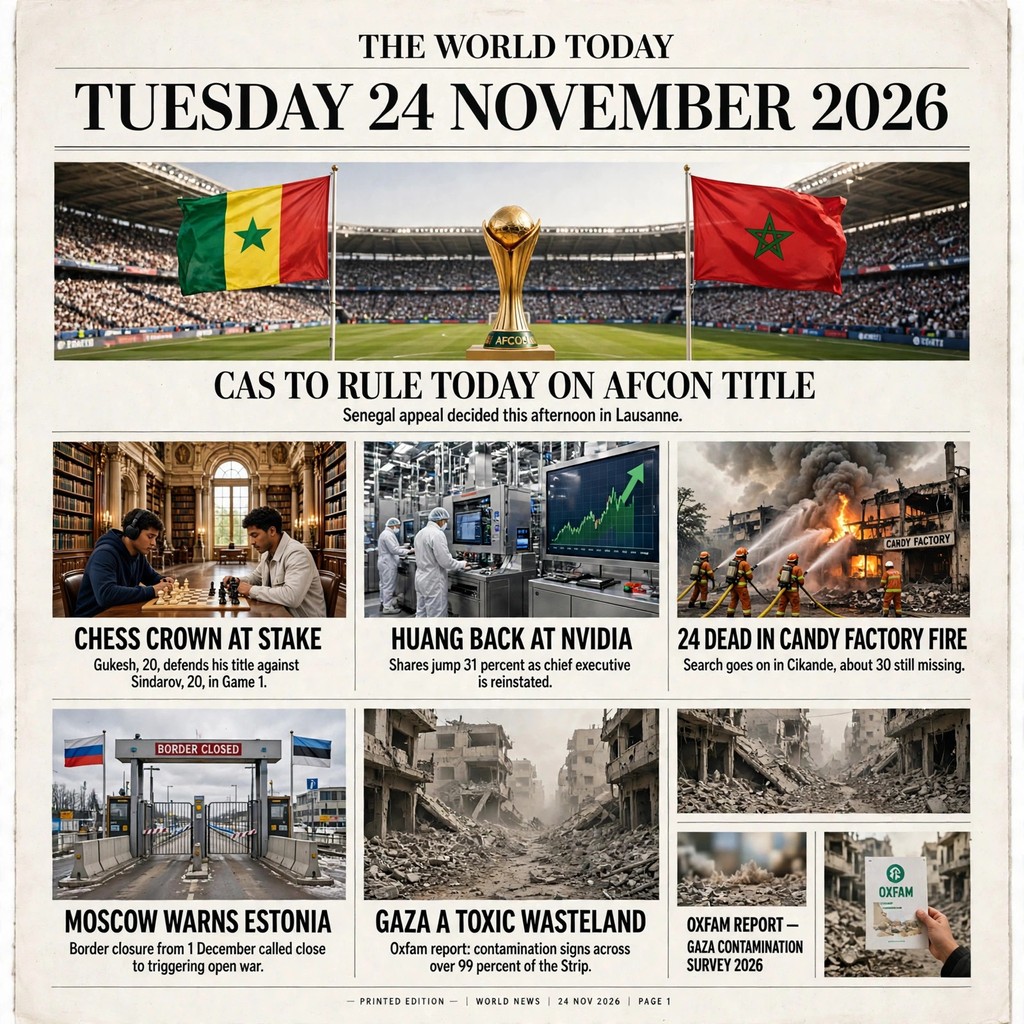 THE WORLD TODAY
TUESDAY 24 NOVEMBER 2026
CAS TO RULE TODAY ON AFCON TITLE
Senegal appeal decided this afternoon in Lausanne.
CANDY FACTORY
CHESS CROWN AT STAKE
Gukesh, 20, defends his title against
Sindarov, 20, in Game 1.
HUANG BACK AT NVIDIA
Shares jump 31 percent as chief executive
is reinstated.
24 DEAD IN CANDY FACTORY FIRE
Search goes on in Cikande, about 30 still missing.
BORDER CLOSED
MOSCOW WARNS ESTONIA
Border closure from 1 December called close
to triggering open war.
GAZA A TOXIC WASTELAND
Oxfam report: contamination signs across
over 99 percent of the Strip.
OXFAM REPORT —
GAZA CONTAMINATION
SURVEY 2026
OXFAM
— PRINTED EDITION — | WORLD NEWS | 24 NOV 2026 | PAGE 1